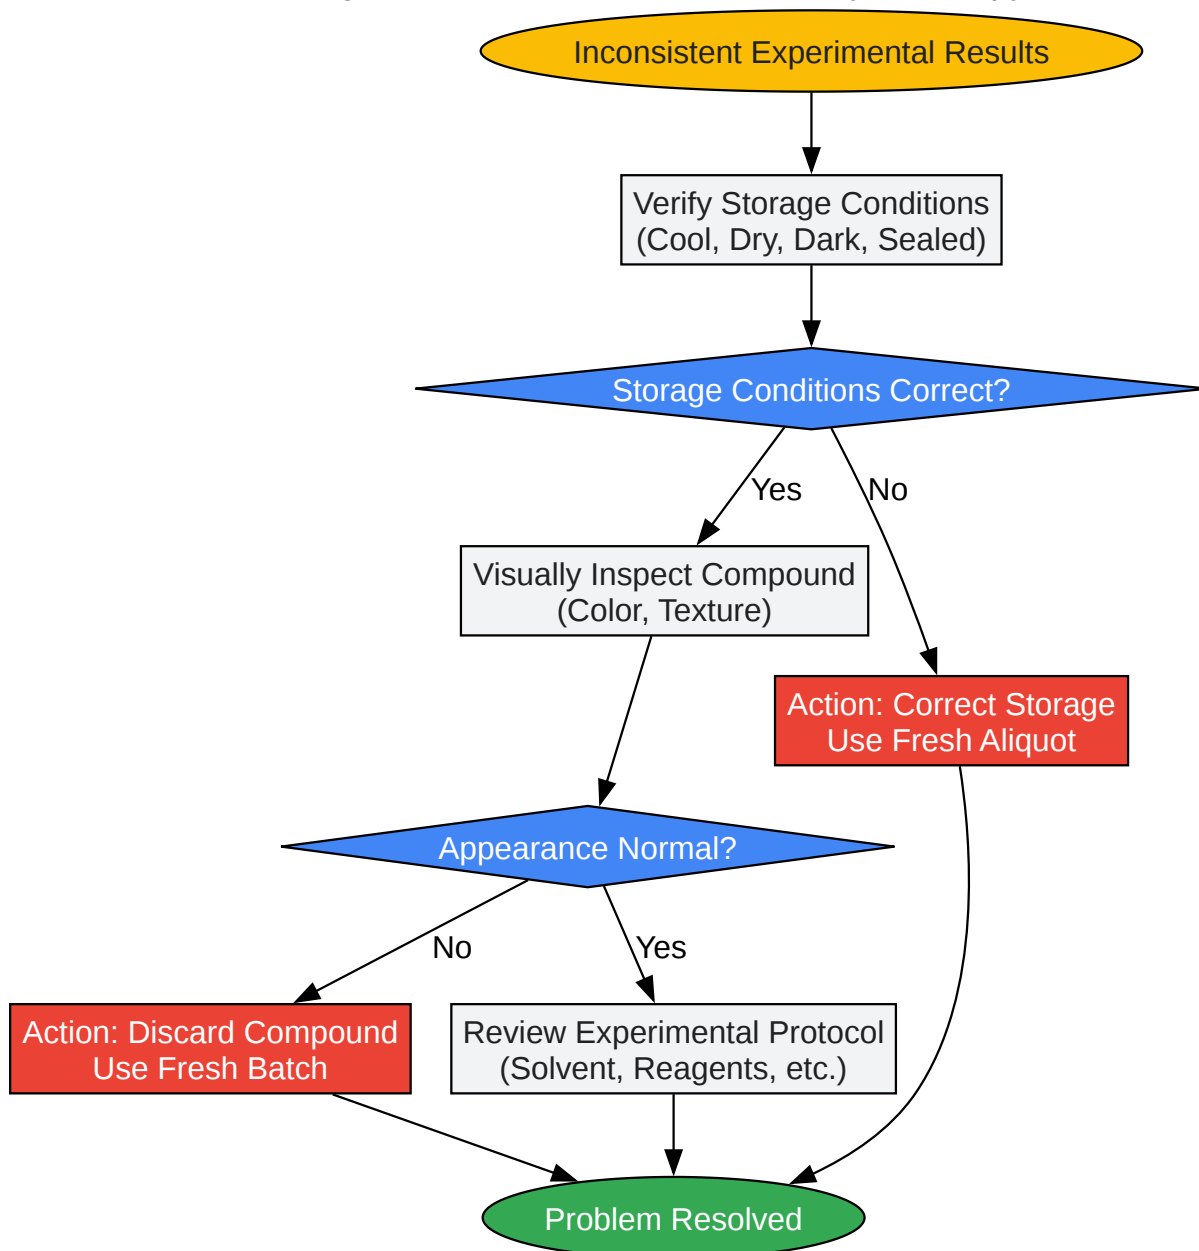 Inconsistent Experimental Results
Verify Storage Conditions
(Cool, Dry, Dark, Sealed)
Storage Conditions Correct?
Yes
No
Visually Inspect Compound
(Color, Texture)
Action: Correct Storage
Use Fresh Aliquot
Appearance Normal?
No
Yes
Action: Discard Compound
Use Fresh Batch
Review Experimental Protocol
(Solvent, Reagents, etc.)
Problem Resolved